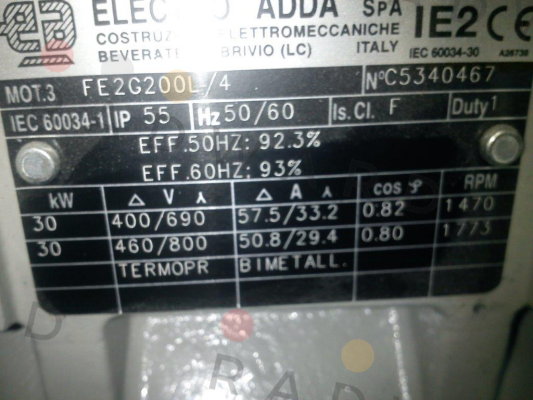 ELECTRO ADDA SPA
COSTRUZ ELETTROMECCANICHE
BEVERATE BRIVIO (LC) ITALY
IE2 CE
IEC 60034-30
MOT.3 FE2G200L/4 N°C5340467
IEC 60034-1 IP 55 Hz 50/60 Is. Cl. F Duty 1
EFF.50HZ: 92.3%
EFF.60HZ; 93%
kW Δ V ⅄ Δ A ⅄ cos φ RPM
30 400/690 57.5/33.2 0.82 1470
30 460/800 50.8/29.4 0.80 1773
TERMOPR BIMETALL.